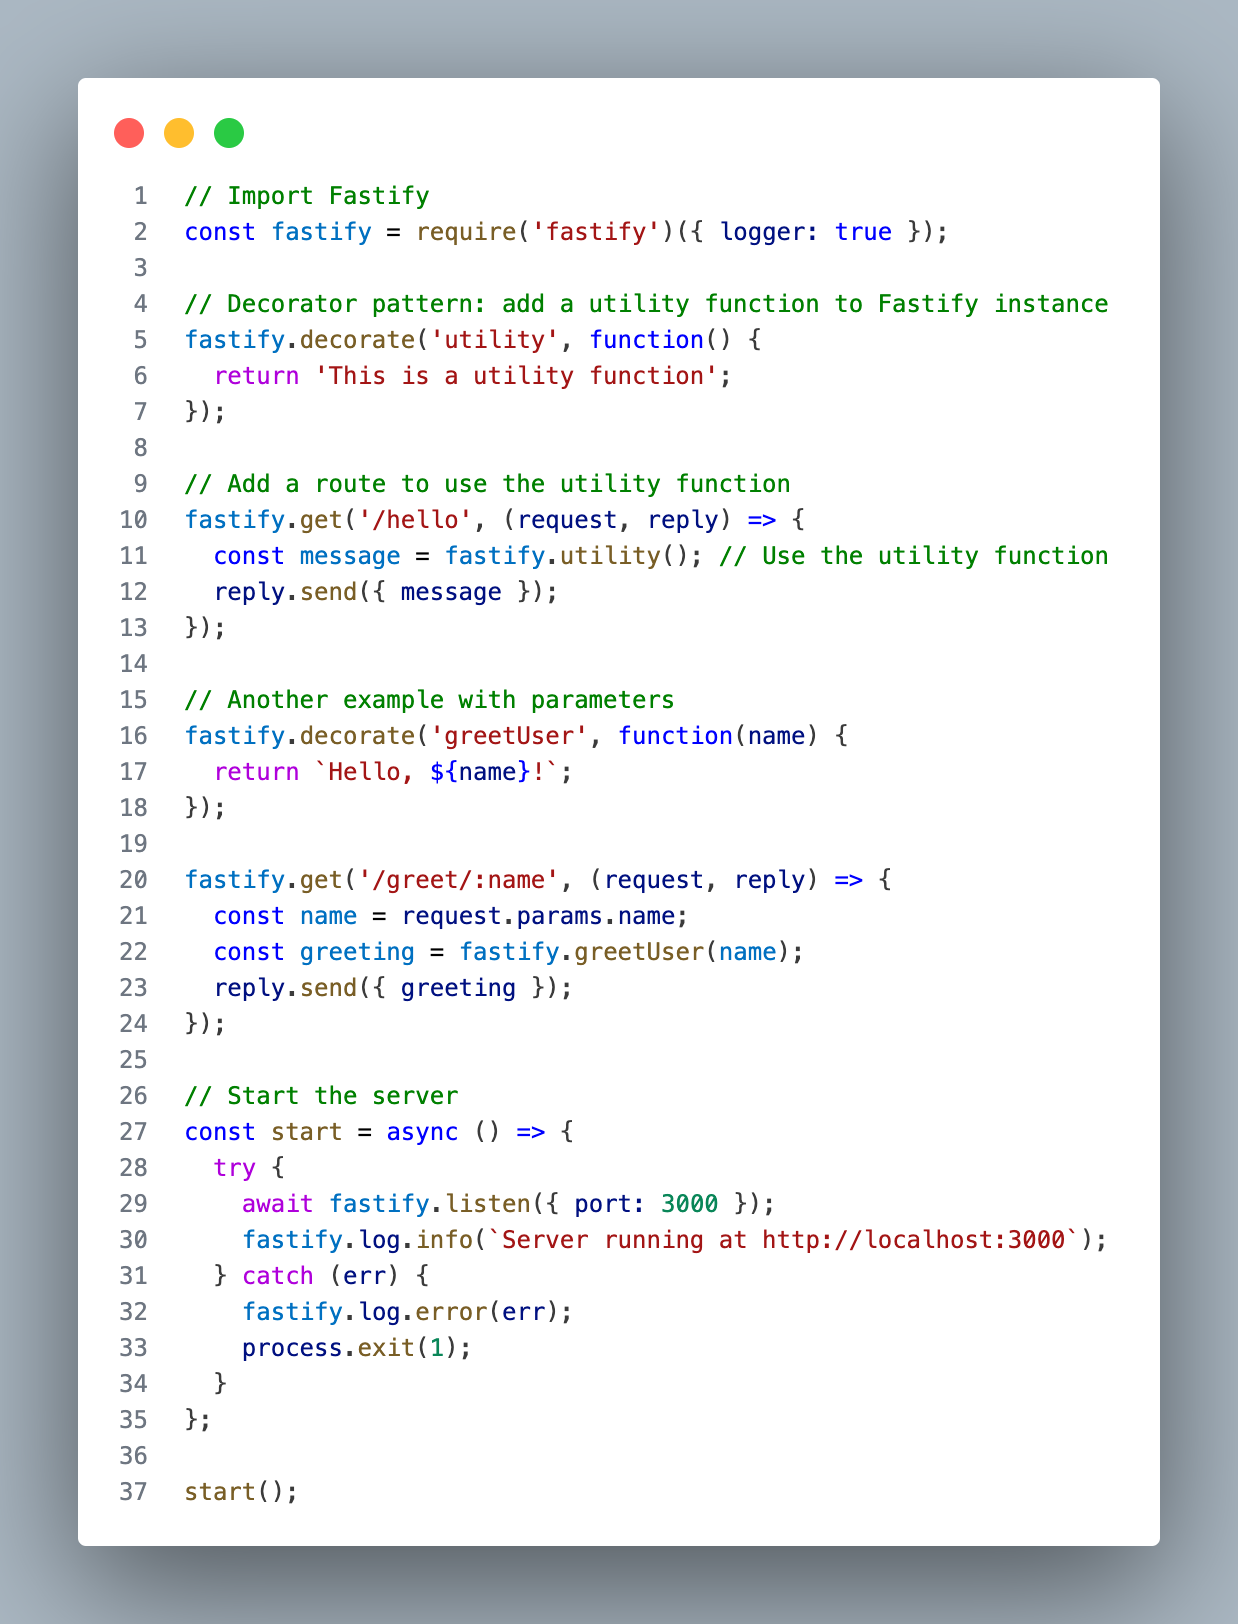 1 // Import Fastify
2 const fastify = require('fastify')({ logger: true });
3
4 // Decorator pattern: add a utility function to Fastify instance
5 fastify.decorate('utility', function() {
6   return 'This is a utility function';
7 });
8
9 // Add a route to use the utility function
10 fastify.get('/hello', (request, reply) => {
11   const message = fastify.utility(); // Use the utility function
12   reply.send({ message });
13 });
14
15 // Another example with parameters
16 fastify.decorate('greetUser', function(name) {
17   return `Hello, ${name}!`;
18 });
19
20 fastify.get('/greet/:name', (request, reply) => {
21   const name = request.params.name;
22   const greeting = fastify.greetUser(name);
23   reply.send({ greeting });
24 });
25
26 // Start the server
27 const start = async () => {
28   try {
29     await fastify.listen({ port: 3000 });
30     fastify.log.info(`Server running at http://localhost:3000`);
31   } catch (err) {
32     fastify.log.error(err);
33     process.exit(1);
34   }
35 };
36
37 start();